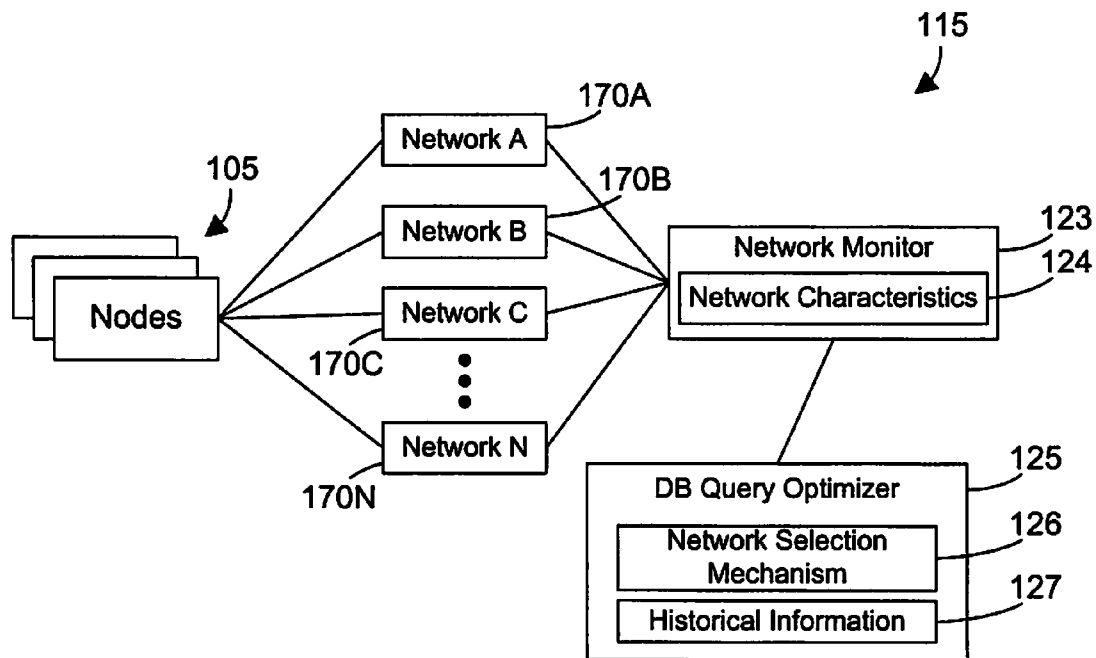 115
170A
Network A
105
170B
Network B
123
Network Monitor
124
Network Characteristics
Nodes
Network C
170C
Network N
170N
125
DB Query Optimizer
126
Network Selection
Mechanism
127
Historical Information